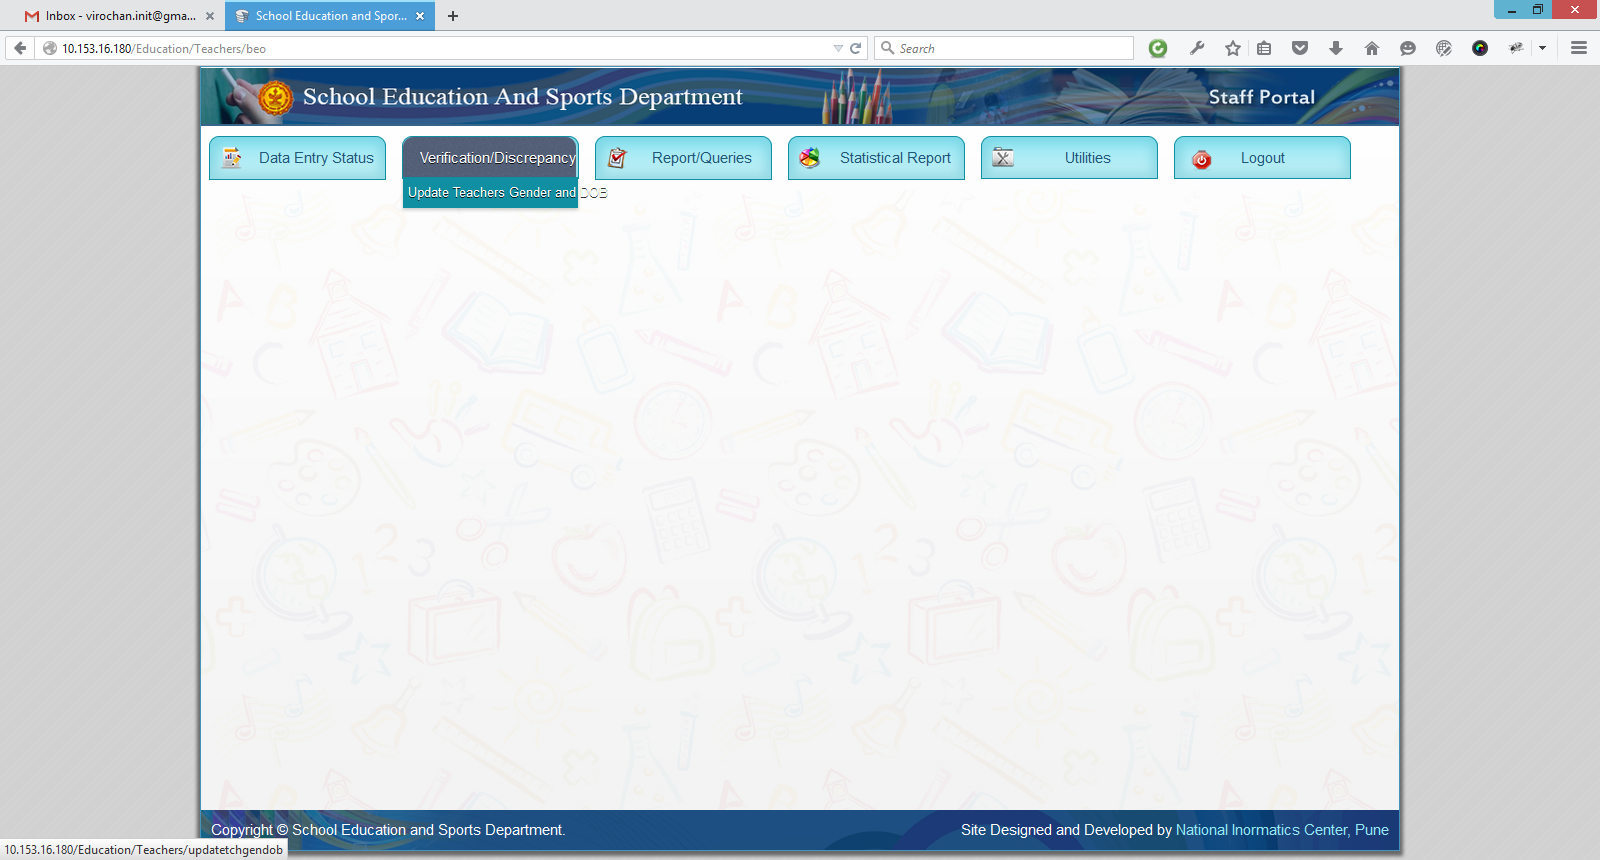 Inbox - virochan.init@gma...
School Education and Spor...
10.153.16.180/Education/Teachers/beo
Search
School Education And Sports Department
Staff Portal
Data Entry Status
Verification/Discrepancy
Report/Queries
Statistical Report
Utilities
Logout
Update Teachers Gender and DOB
Copyright © School Education and Sports Department.
Site Designed and Developed by National Inormatics Center, Pune
10.153.16.180/Education/Teachers/updatetchgendob